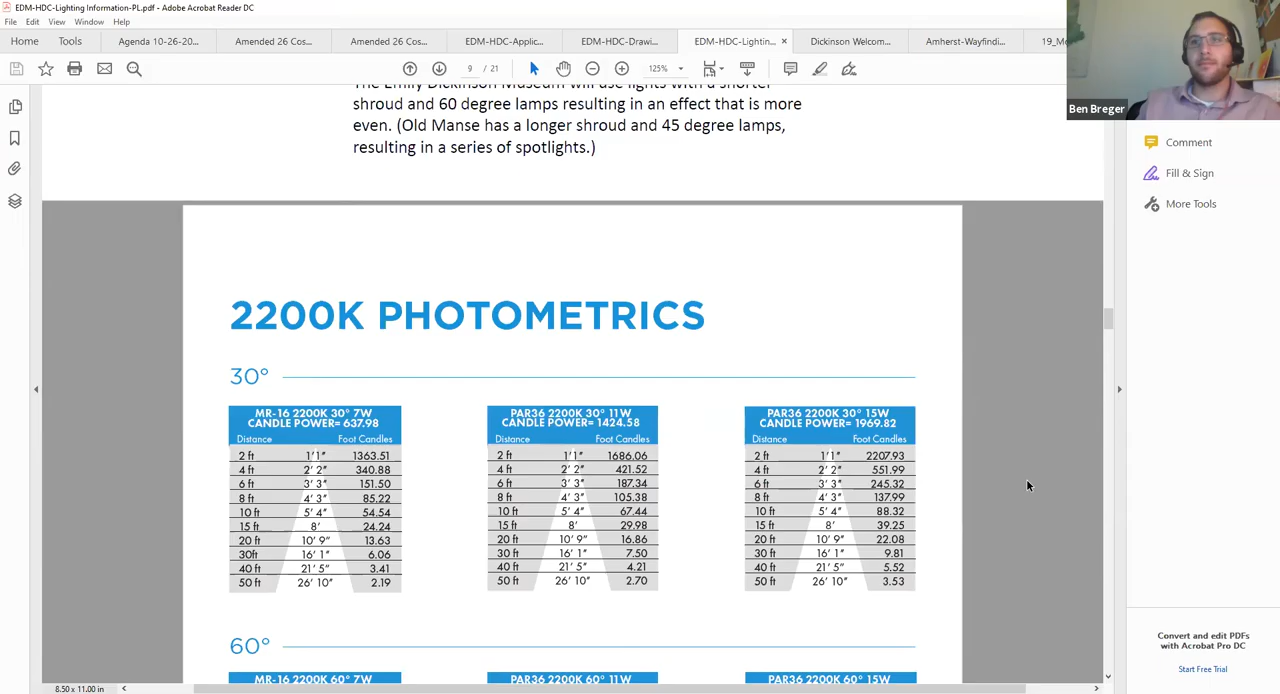 EDM-HDC-Lighting Information-PL.pdf - Adobe Acrobat Reader DC
File Edit View Window Help
Home Tools Agenda 10-26-20... Amended 26 Cos... Amended 26 Cos... EDM-HDC-Applic... EDM-HDC-Drawi... EDM-HDC-Lightin... × Dickinson Welcom... Amherst-Wayfindi...
9 / 21 125%
Ben Breger
The Emily Dickinson Museum will use lights with a shorter
shroud and 60 degree lamps resulting in an effect that is more
even. (Old Manse has a longer shroud and 45 degree lamps,
resulting in a series of spotlights.)
Comment
Fill & Sign
More Tools
2200K PHOTOMETRICS
30°
MR-16 2200K 30° 7W
CANDLE POWER= 637.98
Distance Foot Candles
2 ft 1'1" 1363.51
4 ft 2' 2" 340.88
6 ft 3' 3" 151.50
8 ft 4' 3" 85.22
10 ft 5' 4" 54.54
15 ft 8' 24.24
20 ft 10' 9" 13.63
30ft 16' 1" 6.06
40 ft 21' 5" 3.41
50 ft 26' 10" 2.19
PAR36 2200K 30° 11W
CANDLE POWER= 1424.58
Distance Foot Candles
2 ft 1'1" 1686.06
4 ft 2' 2" 421.52
6 ft 3' 3" 187.34
8 ft 4' 3" 105.38
10 ft 5' 4" 67.44
15 ft 8' 29.98
20 ft 10' 9" 16.86
30 ft 16' 1" 7.50
40 ft 21' 5" 4.21
50 ft 26' 10" 2.70
PAR36 2200K 30° 15W
CANDLE POWER= 1969.82
Distance Foot Candles
2 ft 1'1" 2207.93
4 ft 2' 2" 551.99
6 ft 3' 3" 245.32
8 ft 4' 3" 137.99
10 ft 5' 4" 88.32
15 ft 8' 39.25
20 ft 10' 9" 22.08
30 ft 16' 1" 9.81
40 ft 21' 5" 5.52
50 ft 26' 10" 3.53
60°
MR-16 2200K 60° 7W
PAR36 2200K 60° 11W
PAR36 2200K 60° 15W
Convert and edit PDFs
with Acrobat Pro DC
Start Free Trial
8.50 x 11.00 in